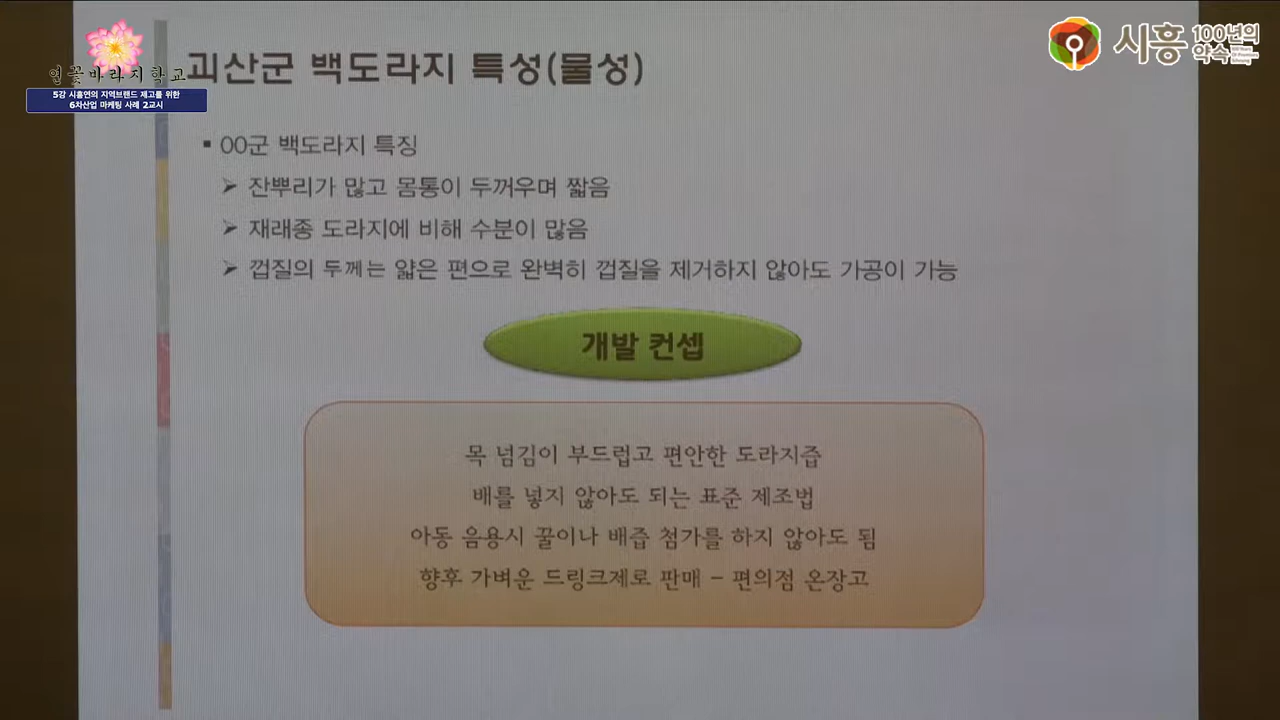 연꽃바라지학교
5강 시흥연의 지역브랜드 제고를 위한
6차산업 마케팅 사례 2교시
시흥
100년의
약속
괴산군 백도라지 특성(물성)
▪ 00군 백도라지 특징
➢ 잔뿌리가 많고 몸통이 두꺼우며 짧음
➢ 재래종 도라지에 비해 수분이 많음
➢ 껍질의 두께는 얇은 편으로 완벽히 껍질을 제거하지 않아도 가공이 가능
개발 컨셉
목 넘김이 부드럽고 편안한 도라지즙
배를 넣지 않아도 되는 표준 제조법
아동 음용시 꿀이나 배즙 첨가를 하지 않아도 됨
향후 가벼운 드링크제로 판매 – 편의점 온장고